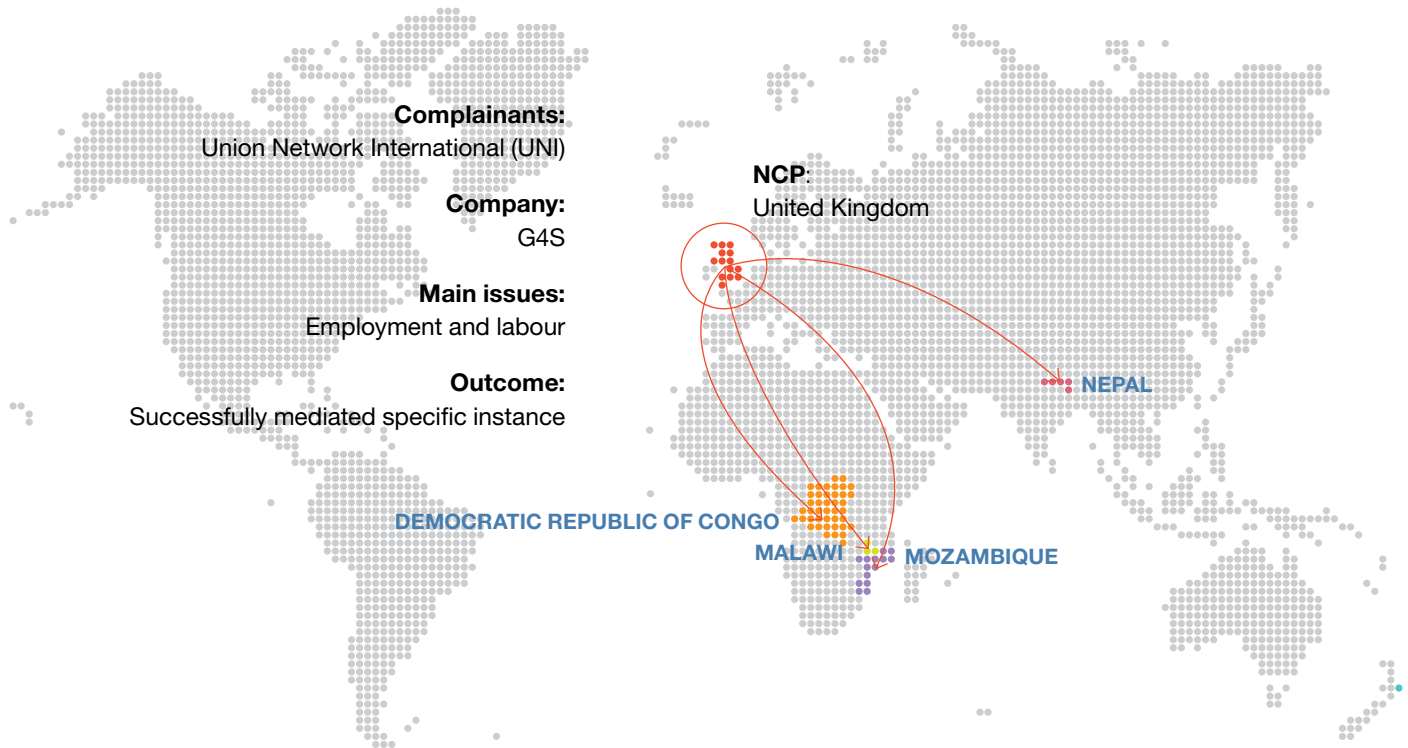 Complainants:
Union Network International (UNI)
Company:
G4S
Main issues:
Employment and labour
Outcome:
Successfully mediated specific instance
NCP:
United Kingdom
NEPAL
DEMOCRATIC REPUBLIC OF CONGO
MALAWI
MOZAMBIQUE